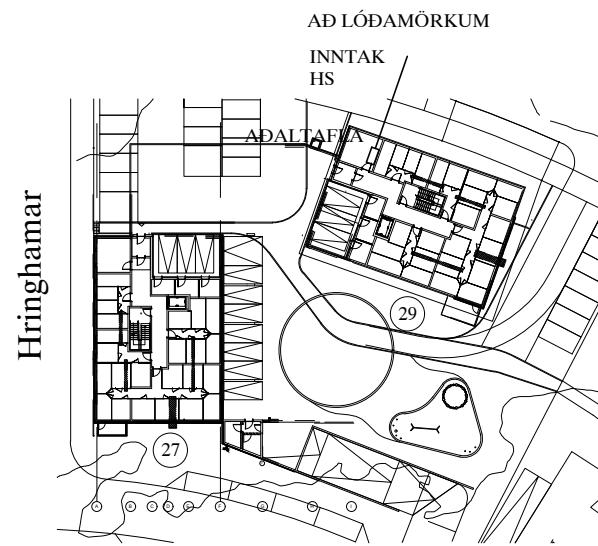 AÐ LÓÐAMÖRKUM
INNTAK
HS
AÐALTAFLA
Hringhamar
29
27